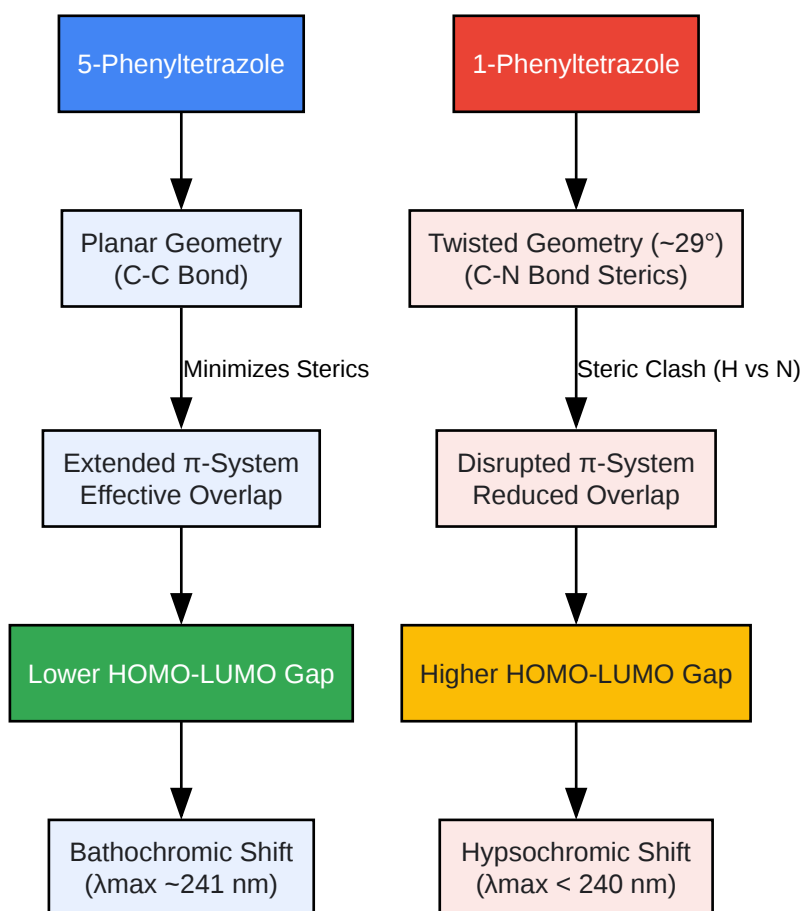 5-Phenyltetrazole
Planar Geometry
(C-C Bond)
Minimizes Sterics
Extended π-System
Effective Overlap
Lower HOMO-LUMO Gap
Bathochromic Shift
(λmax ~241 nm)
1-Phenyltetrazole
Twisted Geometry (~29°)
(C-N Bond Sterics)
Steric Clash (H vs N)
Disrupted π-System
Reduced Overlap
Higher HOMO-LUMO Gap
Hypsochromic Shift
(λmax < 240 nm)